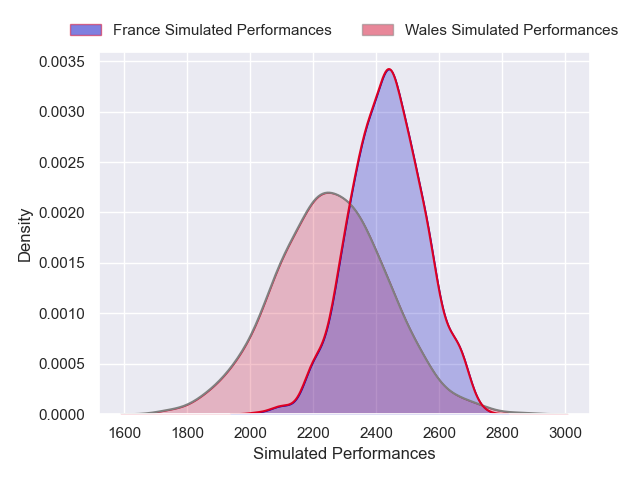 France Simulated Performances Wales Simulated Performances
0.0035
0.0030
0.0025
0.0020
0.0015
0.0010
0.0005
0.0000
Density
1600 1800 2000 2200 2400 2600 2800 3000
Simulated Performances